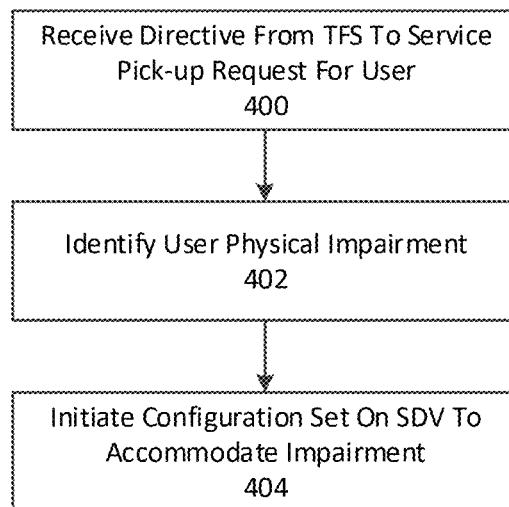 Receive Directive From TFS To Service
Pick-up Request For User
400
Identify User Physical Impairment
402
Initiate Configuration Set On SDV To
Accommodate Impairment
404